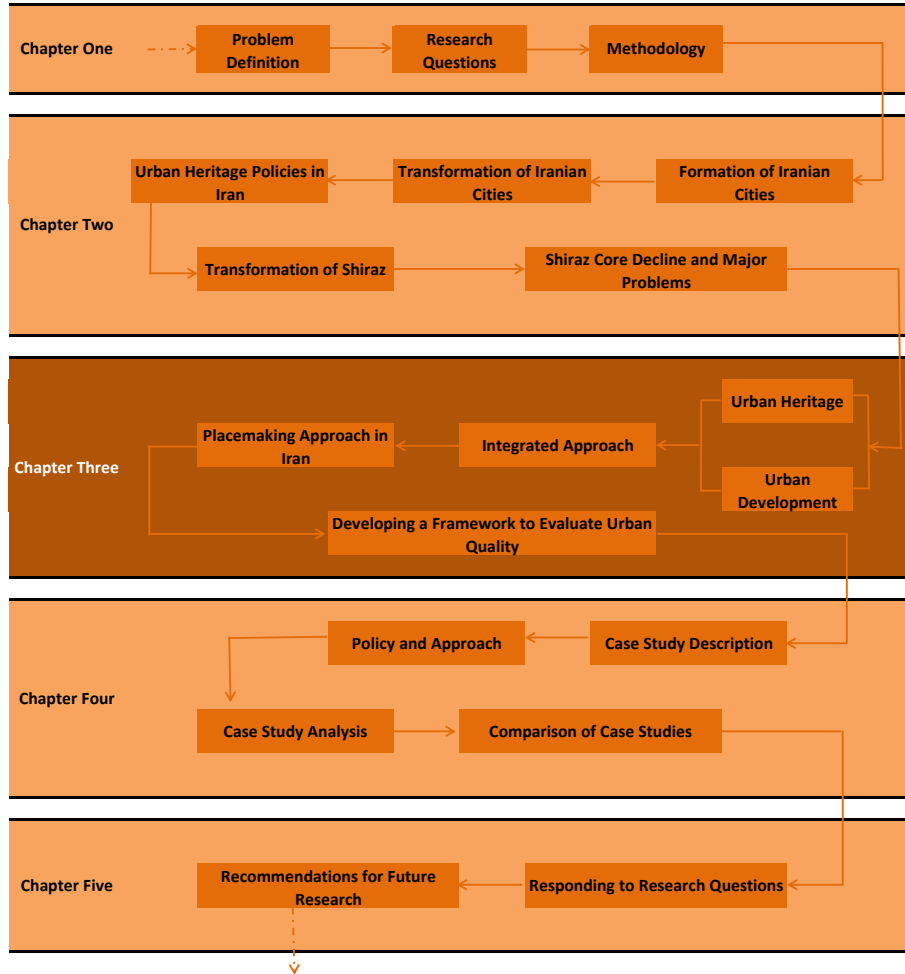 Chapter One
Problem
Definition
Research
Questions
Methodology
Chapter Two
Urban Heritage Policies in
Iran
Transformation of Iranian
Cities
Formation of Iranian
Cities
Transformation of Shiraz
Shiraz Core Decline and Major
Problems
Chapter Three
Urban Heritage
Placemaking Approach in
Iran
Integrated Approach
Urban
Development
Developing a Framework to Evaluate Urban
Quality
Chapter Four
Policy and Approach
Case Study Description
Case Study Analysis
Comparison of Case Studies
Chapter Five
Recommendations for Future
Research
Responding to Research Questions